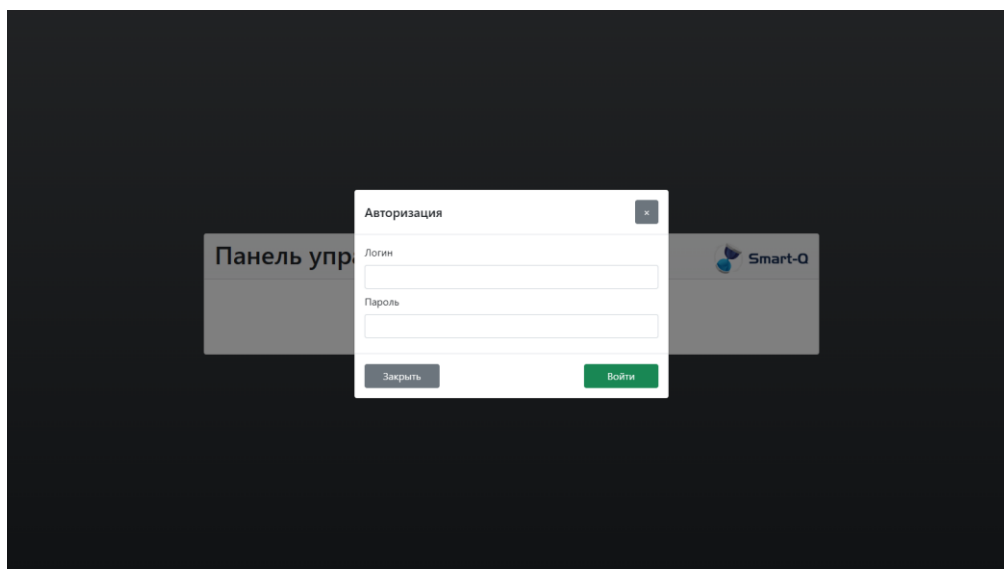 Авторизация
×
Панель упра
Логин
Smart-Q
Пароль
Закрыть
Войти